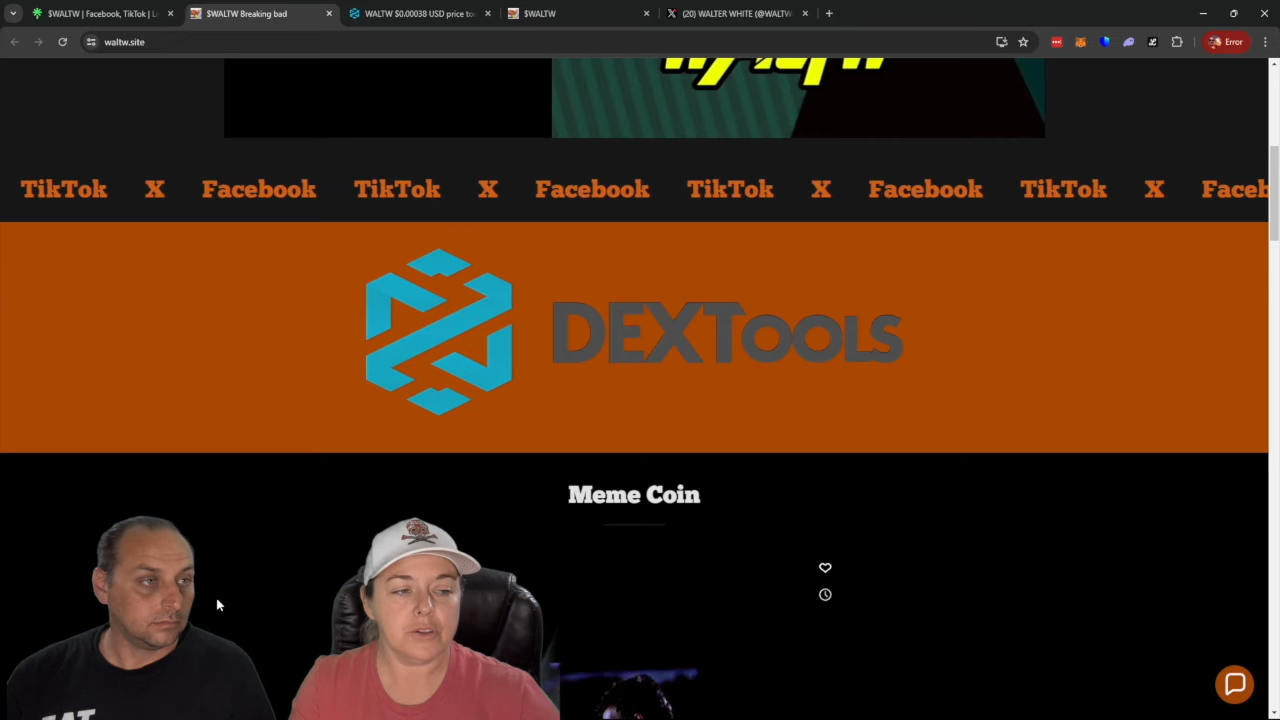 $WALTW | Facebook, TikTok | Li
$WALTW Breaking bad
WALTW $0.00038 USD price to
$WALTW
(20) WALTER WHITE (@WALTW
waltw.site
Error
TikTok X Facebook TikTok X Facebook TikTok X Facebook TikTok X Faceb
DEXTools
Meme Coin